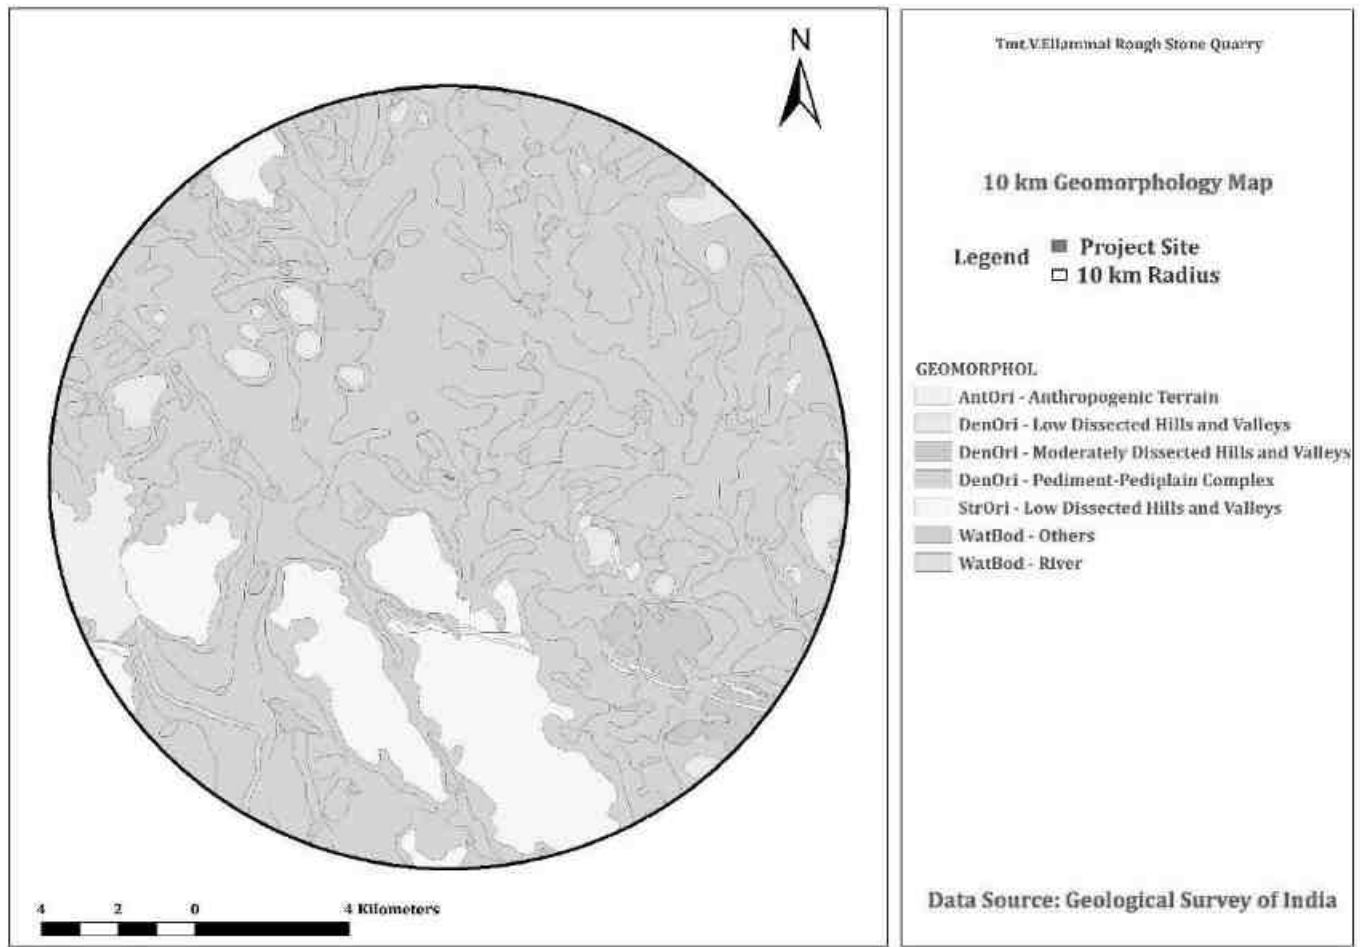 N
4 2 0 4 Kilometers
Tmt.V.Ellammal Rough Stone Quarry
10 km Geomorphology Map
Legend
Project Site
10 km Radius
GEOMORPHOL
AntOri - Anthropogenic Terrain
DenOri - Low Dissected Hills and Valleys
DenOri - Moderately Dissected Hills and Valleys
DenOri - Pediment-Pediplain Complex
StrOri - Low Dissected Hills and Valleys
WatBod - Others
WatBod - River
Data Source: Geological Survey of India